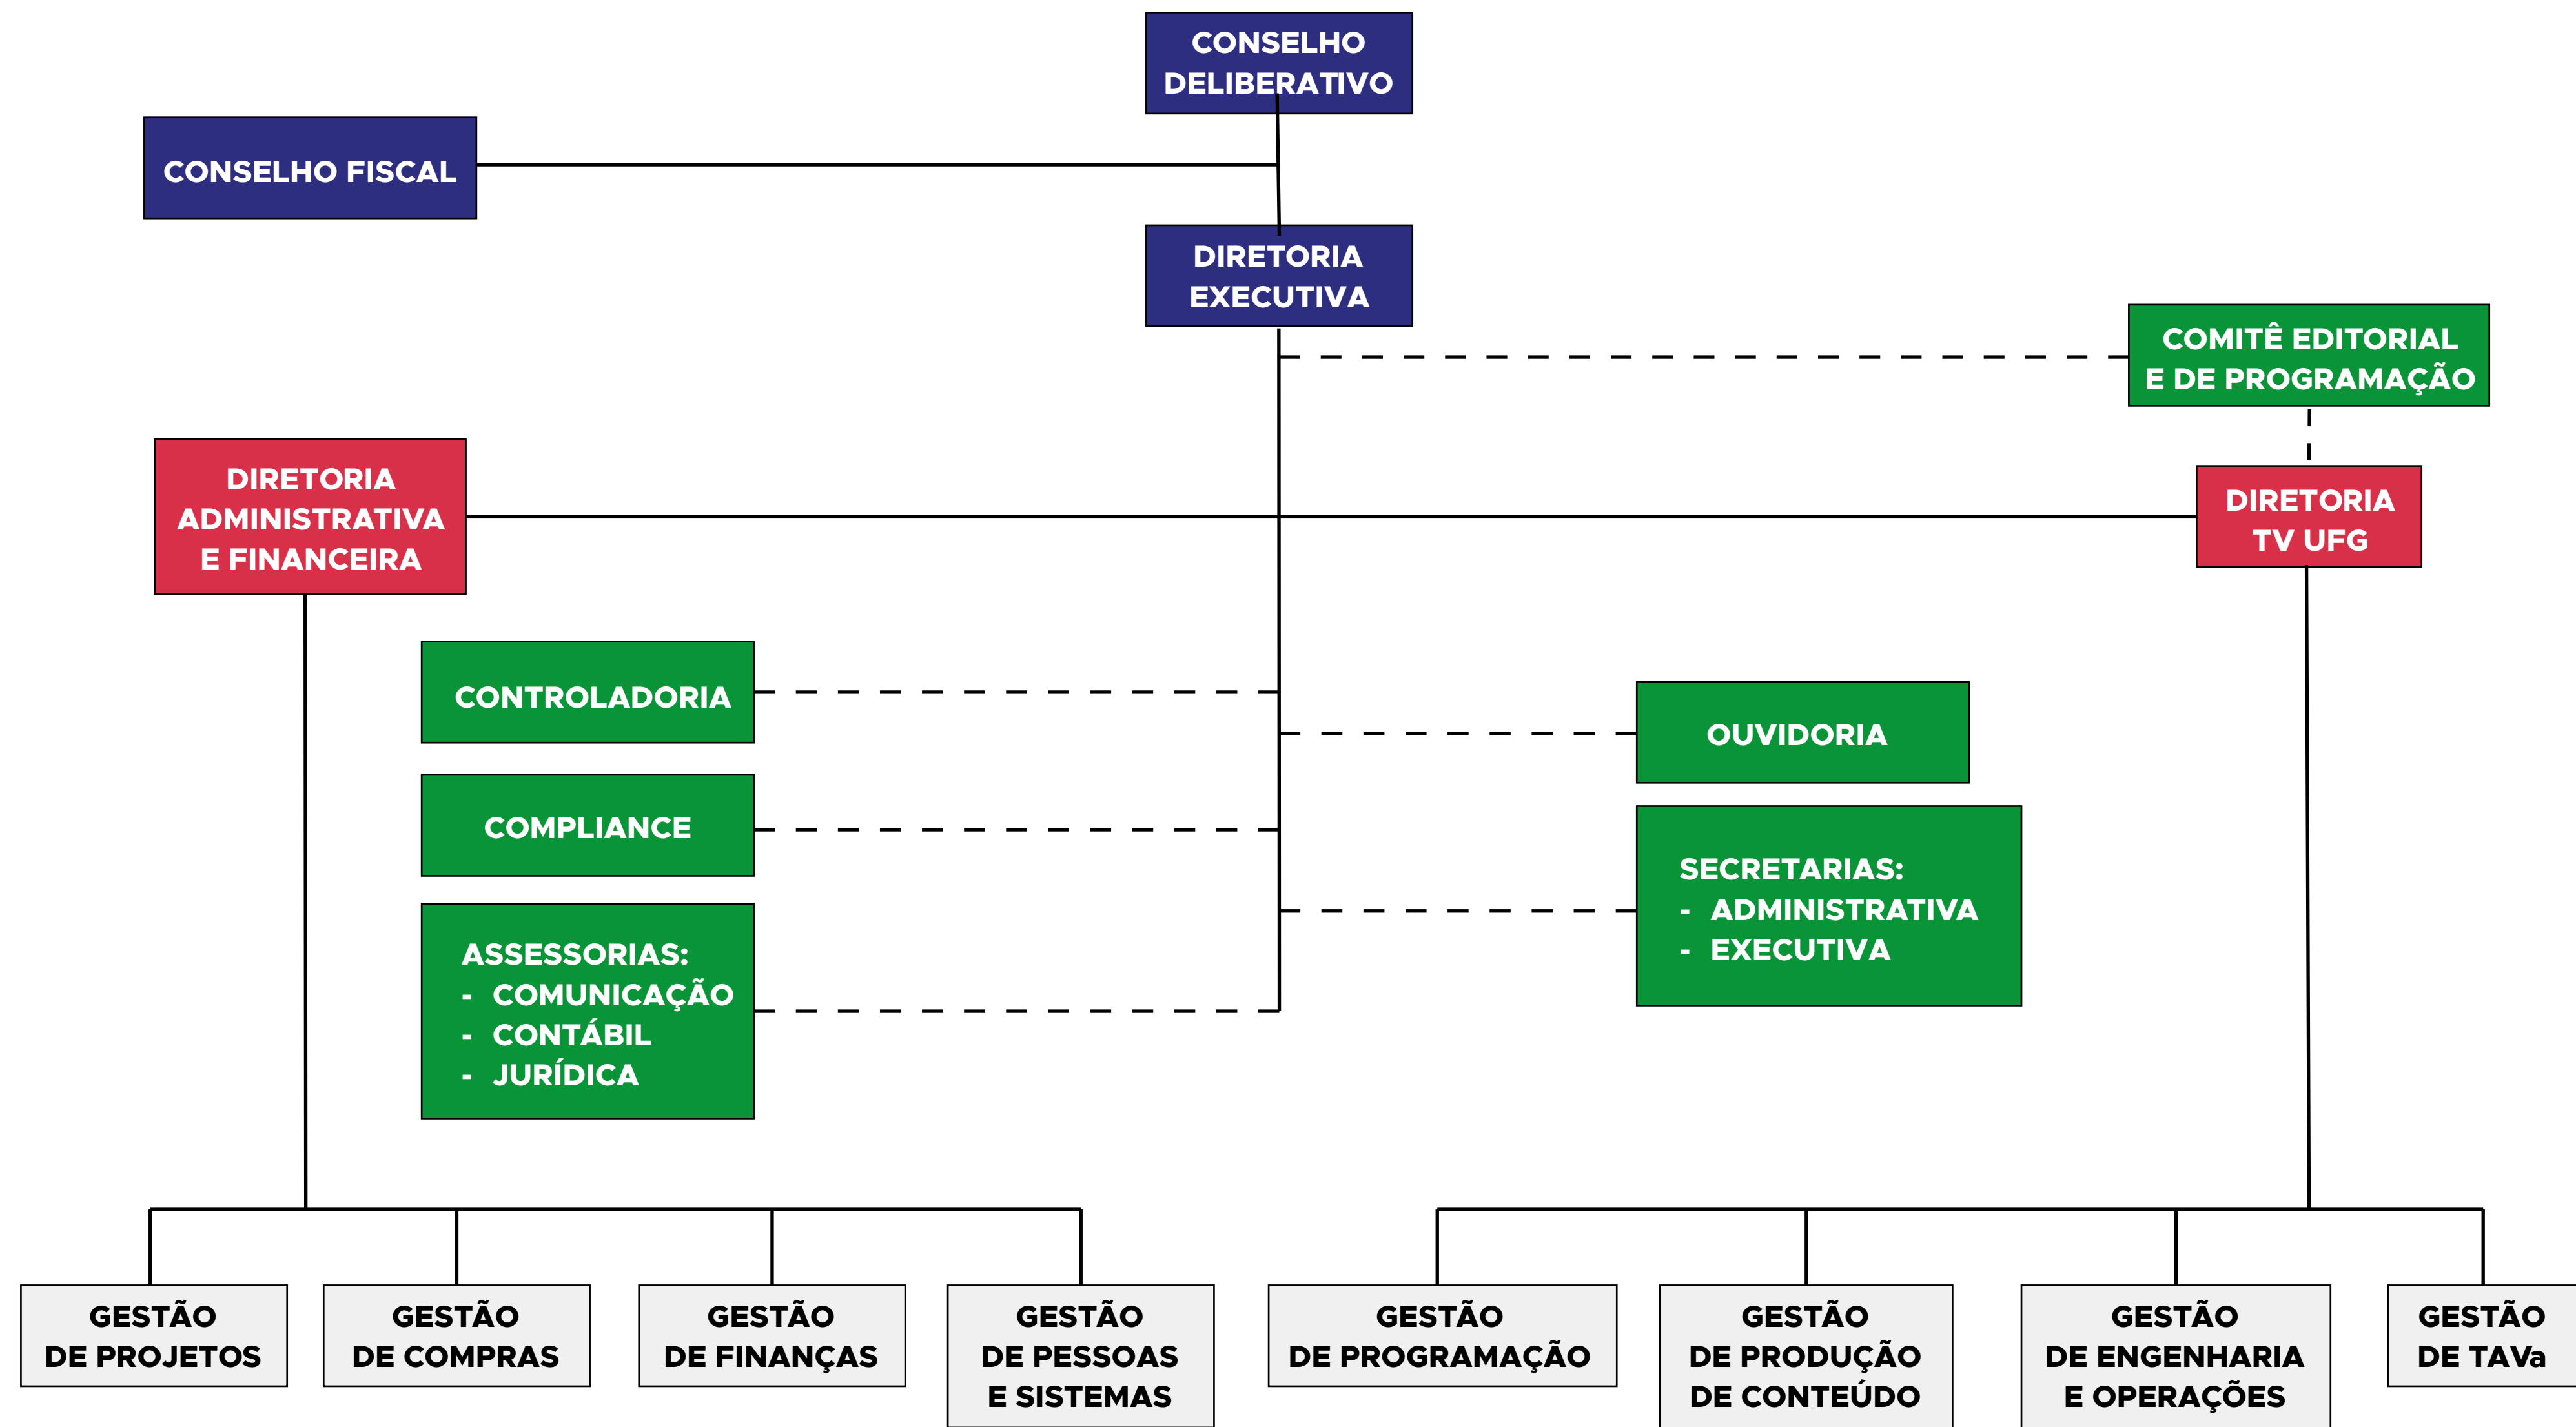 CONSELHO
DELIBERATIVO
CONSELHO FISCAL
DIRETORIA
EXECUTIVA
COMITÊ EDITORIAL
E DE PROGRAMAÇÃO
DIRETORIA
ADMINISTRATIVA
E FINANCEIRA
DIRETORIA
TV UFG
CONTROLADORIA
OUVIDORIA
COMPLIANCE
SECRETARIAS:
- ADMINISTRATIVA
- EXECUTIVA
ASSESSORIAS:
- COMUNICAÇÃO
- CONTÁBIL
- JURÍDICA
GESTÃO
DE PROJETOS
GESTÃO
DE COMPRAS
GESTÃO
DE FINANÇAS
GESTÃO
DE PESSOAS
E SISTEMAS
GESTÃO
DE PROGRAMAÇÃO
GESTÃO
DE PRODUÇÃO
DE CONTEÚDO
GESTÃO
DE ENGENHARIA
E OPERAÇÕES
GESTÃO
DE TAVa